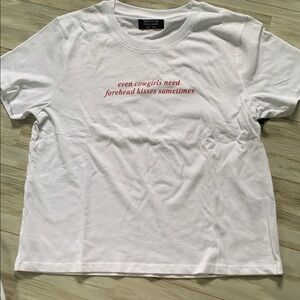 even cowgirls need
forehead kisses sometimes